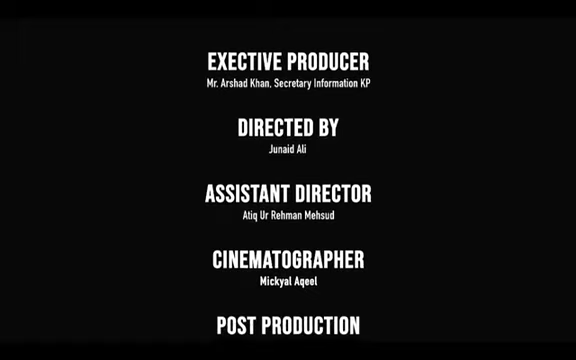 EXECTIVE PRODUCER
Mr. Arshad Khan, Secretary Information KP
DIRECTED BY
Junaid Ali
ASSISTANT DIRECTOR
Atiq Ur Rehman Mehsud
CINEMATOGRAPHER
Mickyal Aqeel
POST PRODUCTION